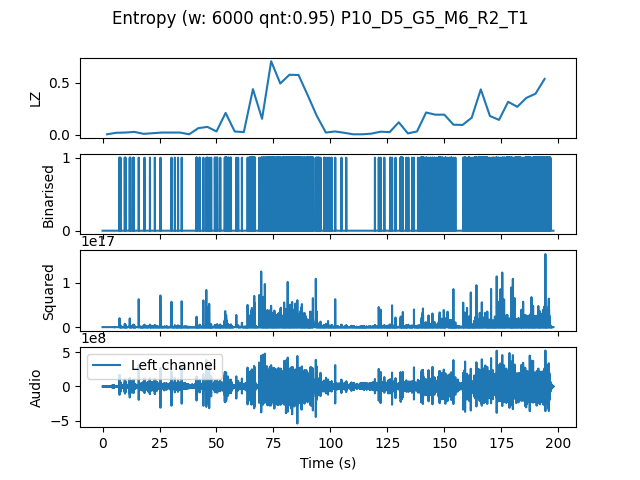 Entropy (w: 6000 qnt:0.95) P10_D5_G5_M6_R2_T1
LZ
0.5
0.0
Binarised
1
0
1e17
Squared
1
0
1e8
Audio
5
0
−5
Left channel
0 25 50 75 100 125 150 175 200
Time (s)